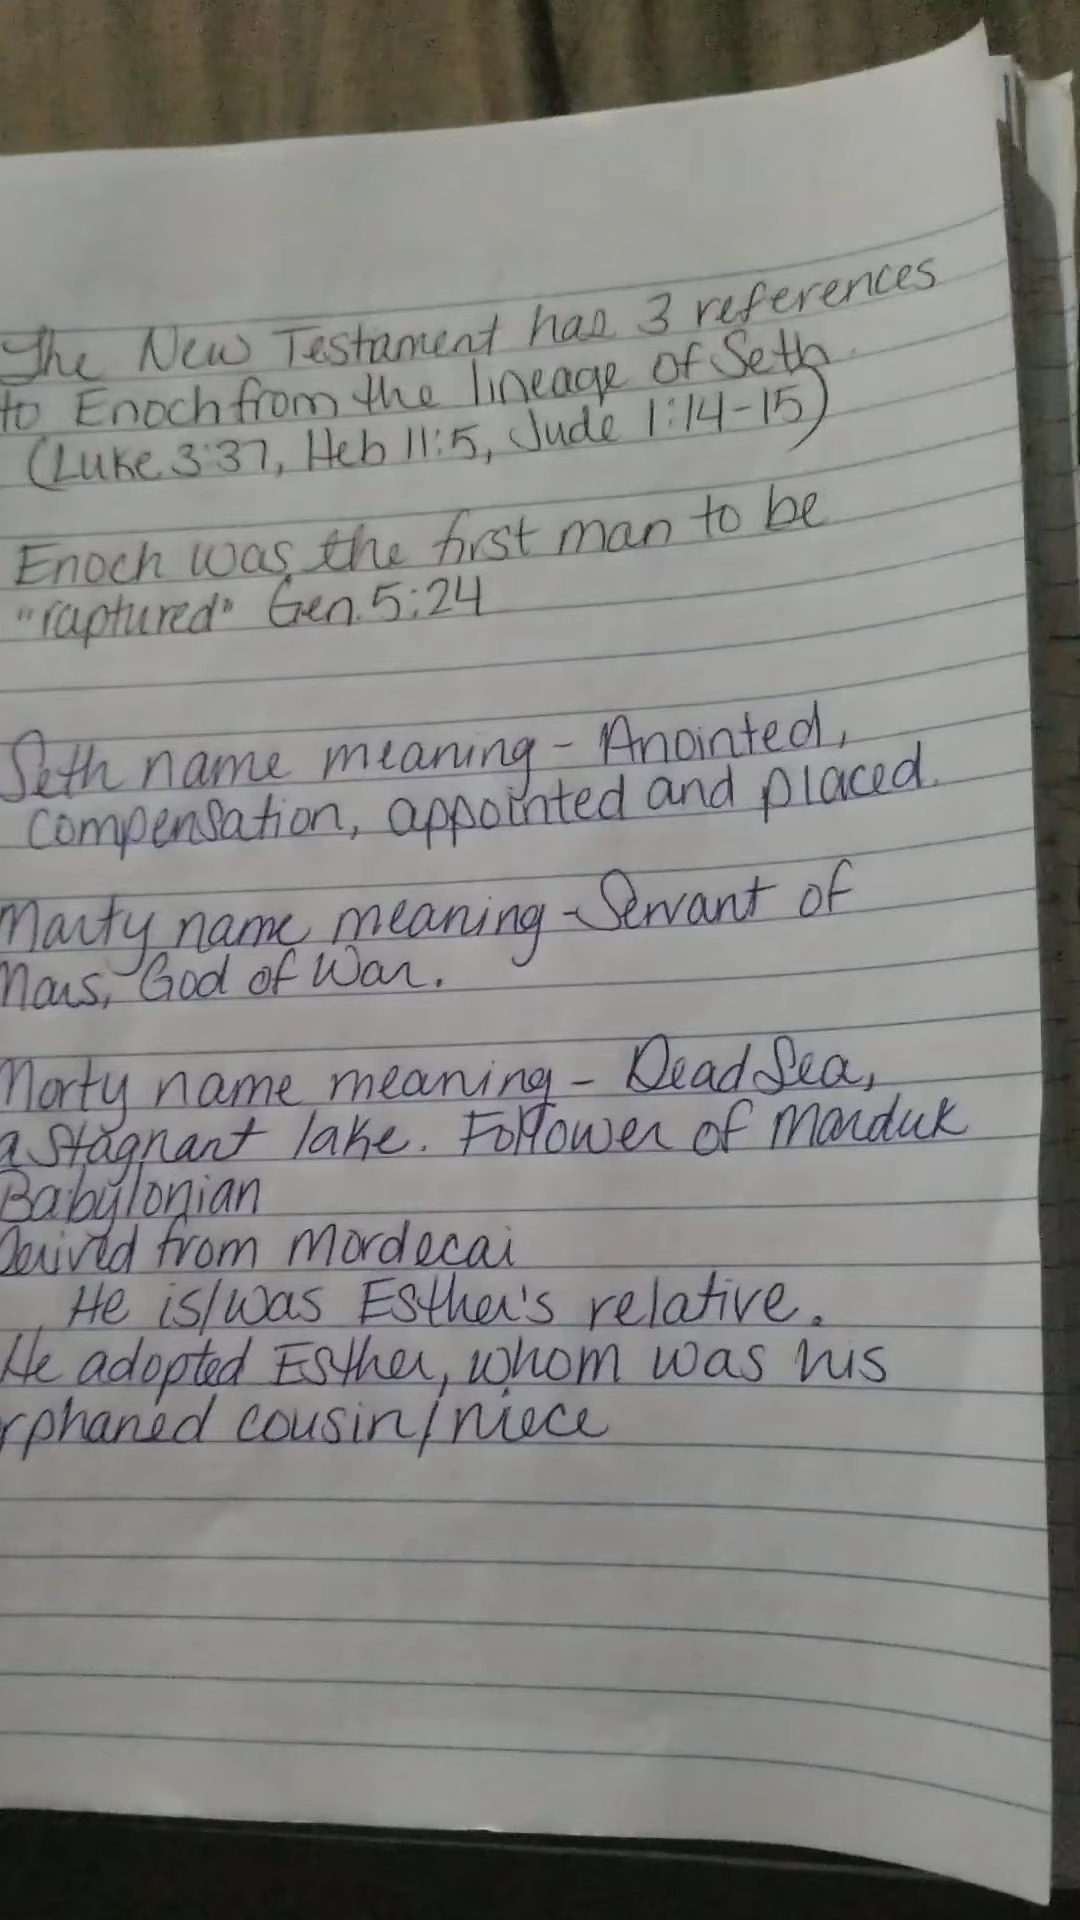 The New Testament has 3 references
to Enoch from the lineage of Seth
(Luke 3:37, Heb 11:5, Jude 1:14-15)
Enoch was the first man to be
"raptured" Gen. 5:24
Seth name meaning - Anointed,
compensation, appointed and placed.
Marty name meaning - Servant of
Mars, God of War.
Morty name meaning - Dead Sea,
a stagnant lake. Follower of Marduk
Babylonian
Derived from Mordecai
He is/was Esther's relative.
He adopted Esther, whom was his
rphaned cousin/niece